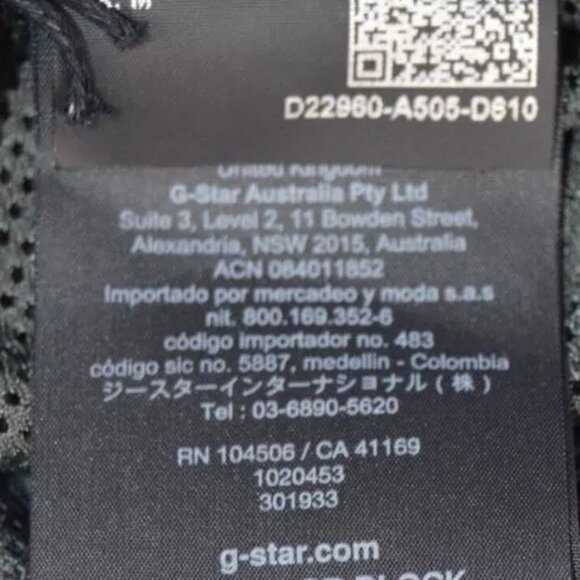 D22960-A505-D610
United Kingdom
G-Star Australia Pty Ltd
Suite 3, Level 2, 11 Bowden Street,
Alexandria, NSW 2015, Australia
ACN 084011852
Importado por mercadeo y moda s.a.s
nit. 800.169.352-6
código importador no. 483
código sic no. 5887, medellin - Colombia
ジースターインターナショナル(株)
Tel : 03-6890-5620
RN 104506 / CA 41169
1020453
301933
g-star.com
BLOCK